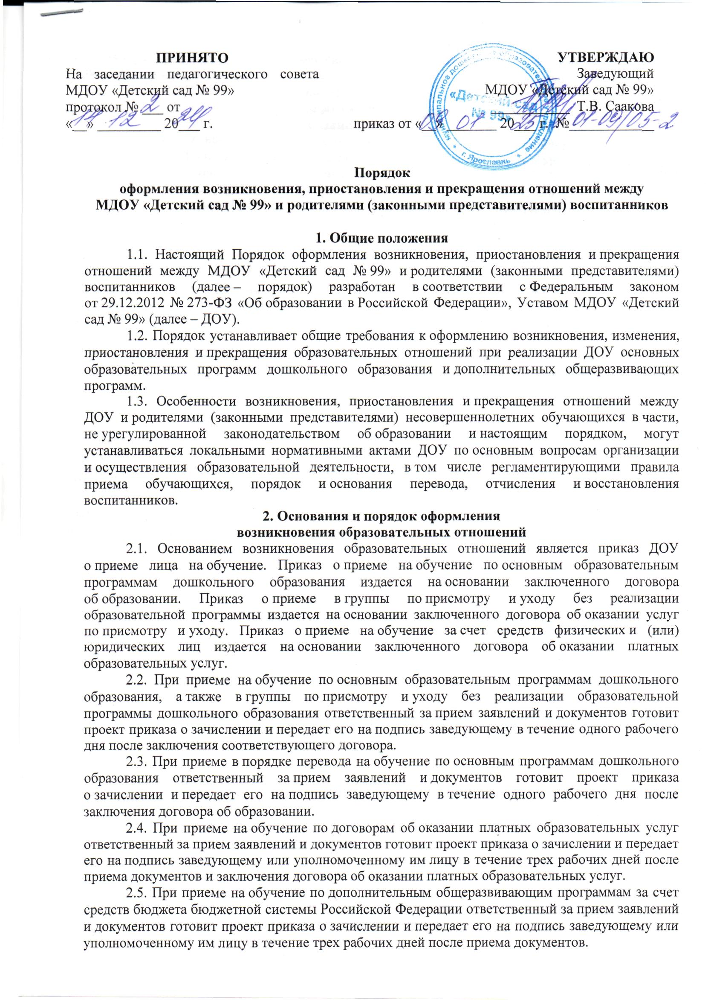 ПРИНЯТО
На заседании педагогического совета
МДОУ «Детский сад № 99»
протокол № 2 от
« » 12 2024 г.
УТВЕРЖДАЮ
Заведующий
МДОУ «Детский сад № 99»
Т.В. Саакова
приказ от «09» 01 2025 г. № 01-09/05-2
Муниципальное дошкольное образовательное учреждение
«Детский сад
№ 99»
* г. Ярославль *
Порядок
оформления возникновения, приостановления и прекращения отношений между
МДОУ «Детский сад № 99» и родителями (законными представителями) воспитанников
1. Общие положения
1.1. Настоящий Порядок оформления возникновения, приостановления и прекращения
отношений между МДОУ «Детский сад № 99» и родителями (законными представителями)
воспитанников (далее – порядок) разработан в соответствии с Федеральным законом
от 29.12.2012 № 273-ФЗ «Об образовании в Российской Федерации», Уставом МДОУ «Детский
сад № 99» (далее – ДОУ).
1.2. Порядок устанавливает общие требования к оформлению возникновения, изменения,
приостановления и прекращения образовательных отношений при реализации ДОУ основных
образовательных программ дошкольного образования и дополнительных общеразвивающих
программ.
1.3. Особенности возникновения, приостановления и прекращения отношений между
ДОУ и родителями (законными представителями) несовершеннолетних обучающихся в части,
не урегулированной законодательством об образовании и настоящим порядком, могут
устанавливаться локальными нормативными актами ДОУ по основным вопросам организации
и осуществления образовательной деятельности, в том числе регламентирующими правила
приема обучающихся, порядок и основания перевода, отчисления и восстановления
воспитанников.
2. Основания и порядок оформления
возникновения образовательных отношений
2.1. Основанием возникновения образовательных отношений является приказ ДОУ
о приеме лица на обучение. Приказ о приеме на обучение по основным образовательным
программам дошкольного образования издается на основании заключенного договора
об образовании. Приказ о приеме в группы по присмотру и уходу без реализации
образовательной программы издается на основании заключенного договора об оказании услуг
по присмотру и уходу. Приказ о приеме на обучение за счет средств физических и (или)
юридических лиц издается на основании заключенного договора об оказании платных
образовательных услуг.
2.2. При приеме на обучение по основным образовательным программам дошкольного
образования, а также в группы по присмотру и уходу без реализации образовательной
программы дошкольного образования ответственный за прием заявлений и документов готовит
проект приказа о зачислении и передает его на подпись заведующему в течение одного рабочего
дня после заключения соответствующего договора.
2.3. При приеме в порядке перевода на обучение по основным программам дошкольного
образования ответственный за прием заявлений и документов готовит проект приказа
о зачислении и передает его на подпись заведующему в течение одного рабочего дня после
заключения договора об образовании.
2.4. При приеме на обучение по договорам об оказании платных образовательных услуг
ответственный за прием заявлений и документов готовит проект приказа о зачислении и передает
его на подпись заведующему или уполномоченному им лицу в течение трех рабочих дней после
приема документов и заключения договора об оказании платных образовательных услуг.
2.5. При приеме на обучение по дополнительным общеразвивающим программам за счет
средств бюджета бюджетной системы Российской Федерации ответственный за прием заявлений
и документов готовит проект приказа о зачислении и передает его на подпись заведующему или
уполномоченному им лицу в течение трех рабочих дней после приема документов.